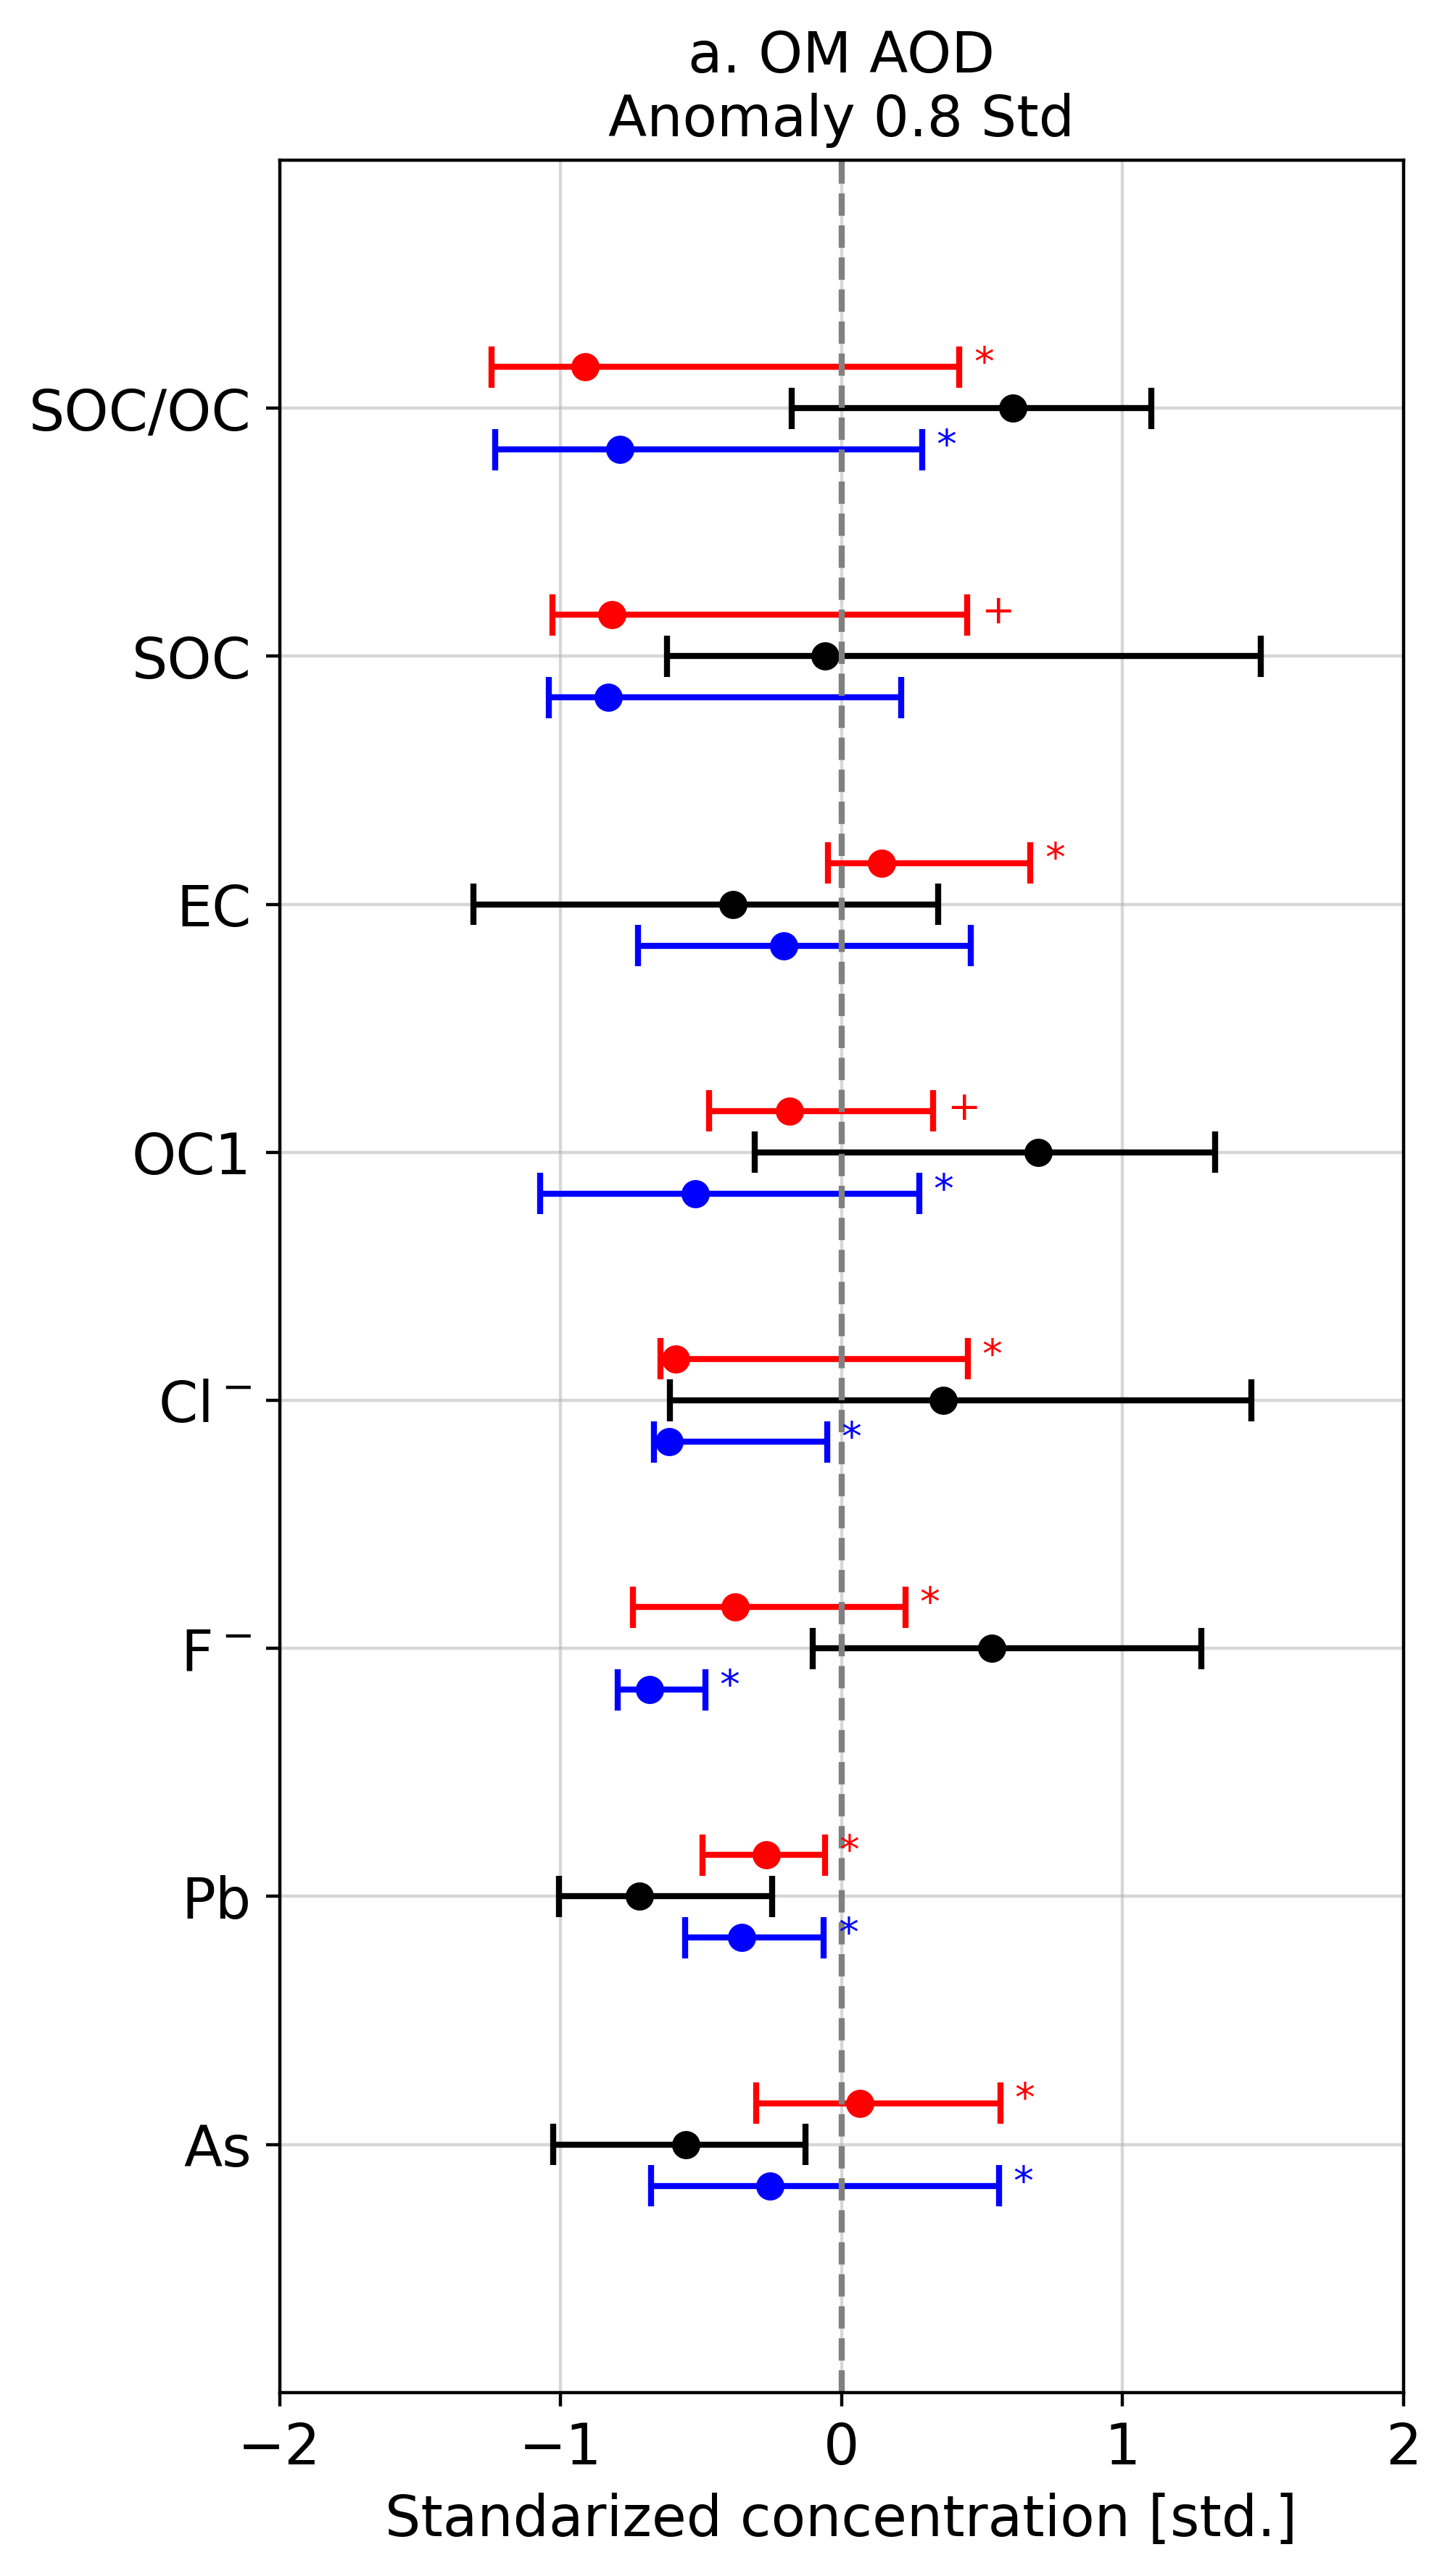 a. OM AOD
Anomaly 0.8 Std
*
SOC/OC
*
+
SOC
*
EC
+
OC1
*
*
Cl⁻
*
*
F⁻
*
*
Pb
*
*
As
*
−2 −1 0 1 2
Standarized concentration [std.]